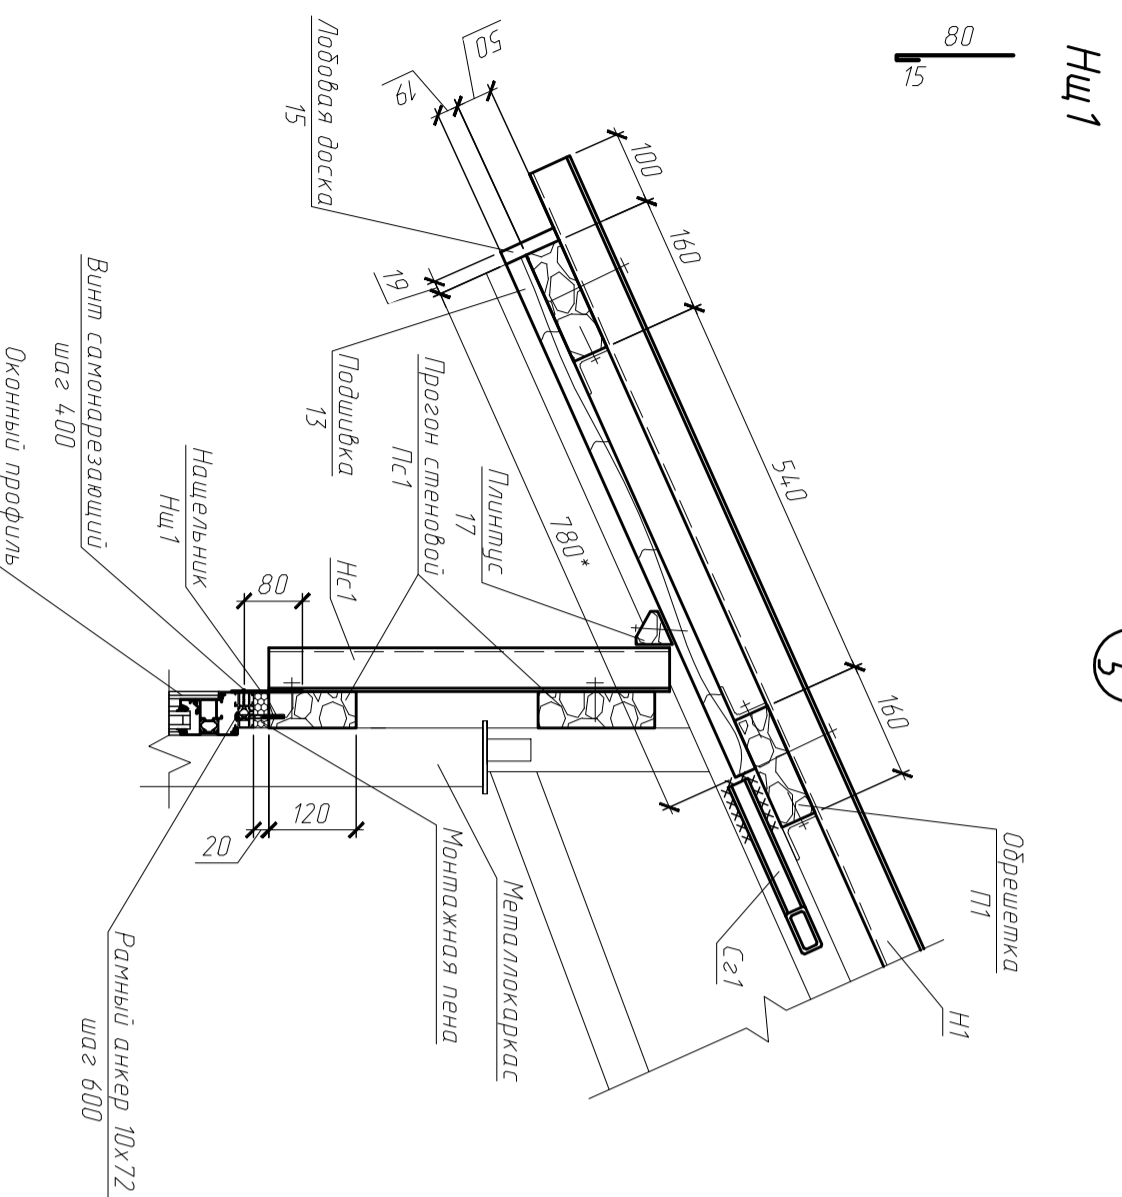 Нщ1
80
15
5
50
19
Лобовая доска
15
100
160
540
160
19
780*
Подшивка
13
Прогон стеновой
Пс1
Плинтус
17
Винт самонарезающий
шаг 400
Оконный профиль
Нащельник
Нщ1
80
Нс1
120
20
Обрешетка
П1
Н1
Сг1
Металлокаркас
Монтажная пена
Рамный анкер 10х72
шаг 600